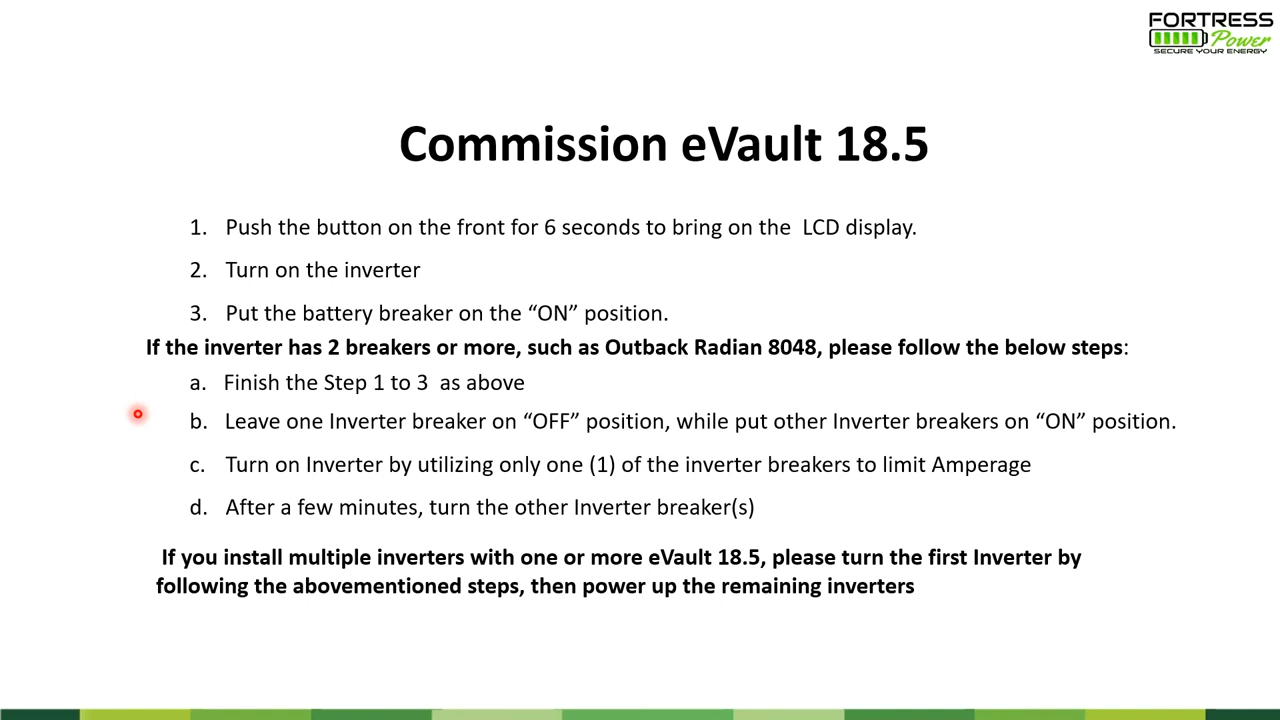 FORTRESS
Power
SECURE YOUR ENERGY
Commission eVault 18.5
1. Push the button on the front for 6 seconds to bring on the  LCD display.
2. Turn on the inverter
3. Put the battery breaker on the “ON” position.
If the inverter has 2 breakers or more, such as Outback Radian 8048, please follow the below steps:
a. Finish the Step 1 to 3  as above
b. Leave one Inverter breaker on “OFF” position, while put other Inverter breakers on “ON” position.
c. Turn on Inverter by utilizing only one (1) of the inverter breakers to limit Amperage
d. After a few minutes, turn the other Inverter breaker(s)
If you install multiple inverters with one or more eVault 18.5, please turn the first Inverter by
following the abovementioned steps, then power up the remaining inverters